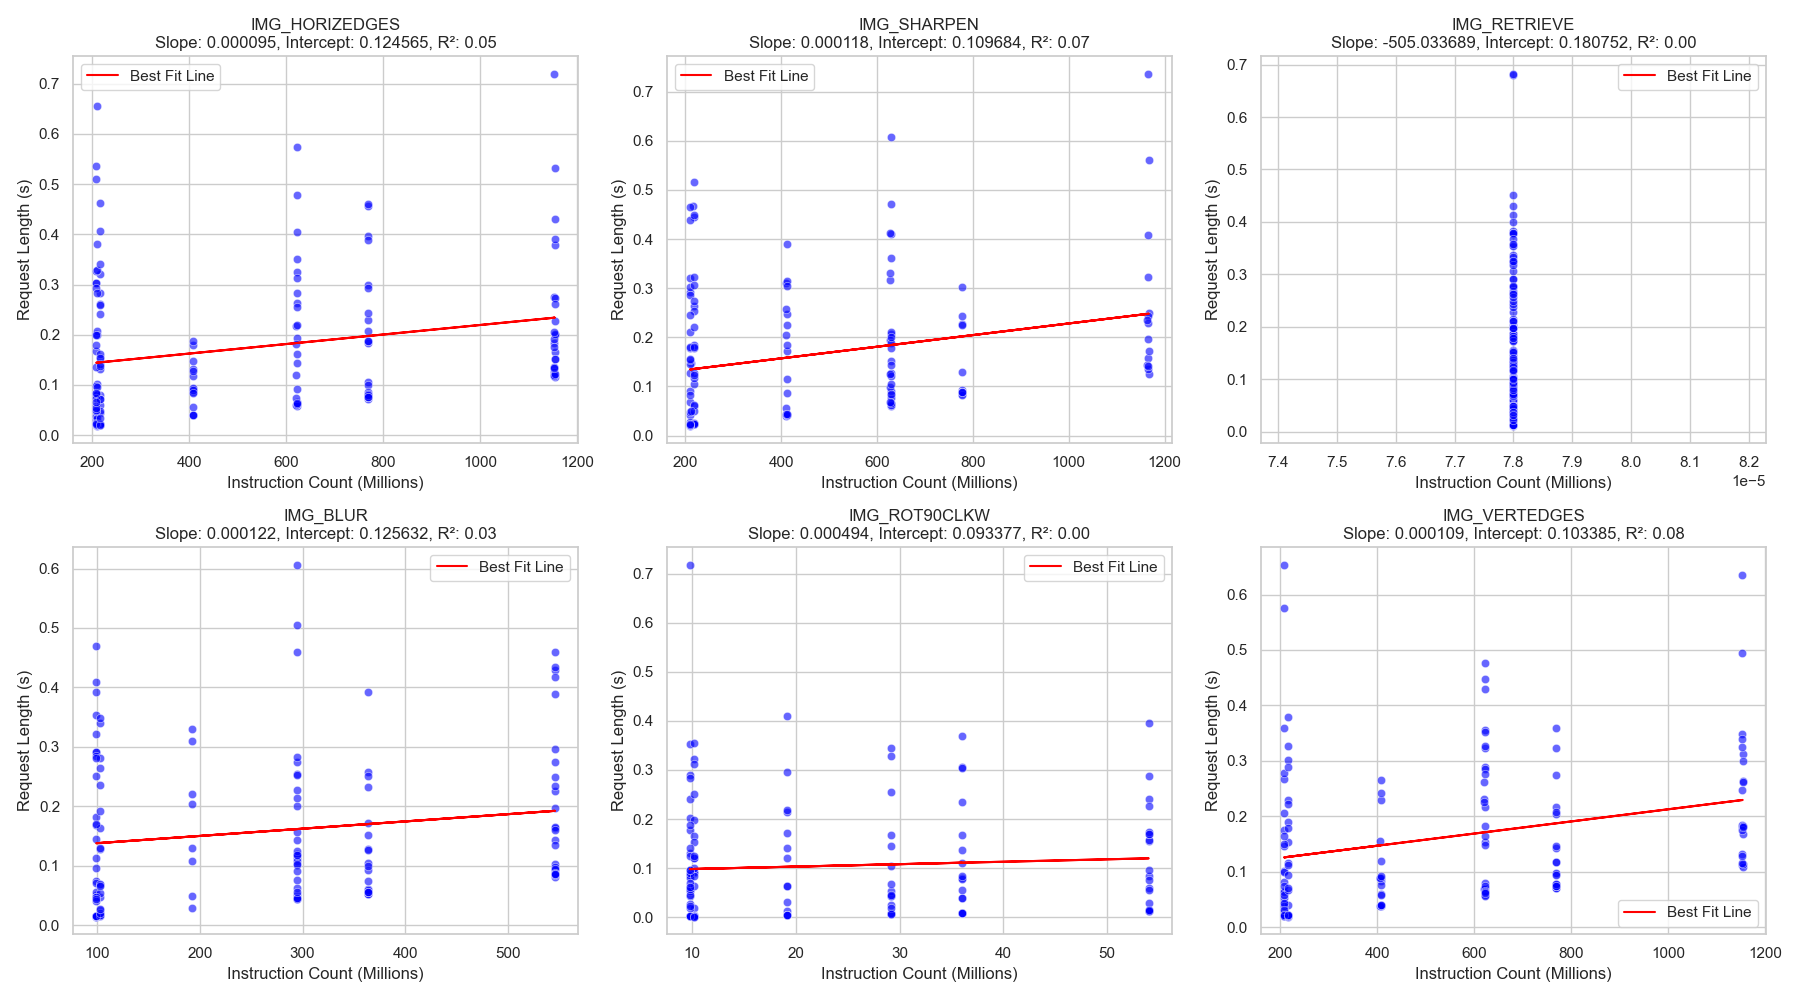 IMG_HORIZEDGES
Slope: 0.000095, Intercept: 0.124565, R²: 0.05
Best Fit Line
Request Length (s)
0.7
0.6
0.5
0.4
0.3
0.2
0.1
0.0
200 400 600 800 1000 1200
Instruction Count (Millions)
IMG_SHARPEN
Slope: 0.000118, Intercept: 0.109684, R²: 0.07
Best Fit Line
Request Length (s)
0.7
0.6
0.5
0.4
0.3
0.2
0.1
0.0
200 400 600 800 1000 1200
Instruction Count (Millions)
IMG_RETRIEVE
Slope: -505.033689, Intercept: 0.180752, R²: 0.00
Best Fit Line
Request Length (s)
0.7
0.6
0.5
0.4
0.3
0.2
0.1
0.0
7.4 7.5 7.6 7.7 7.8 7.9 8.0 8.1 8.2
1e−5
Instruction Count (Millions)
IMG_BLUR
Slope: 0.000122, Intercept: 0.125632, R²: 0.03
Best Fit Line
Request Length (s)
0.6
0.5
0.4
0.3
0.2
0.1
0.0
100 200 300 400 500
Instruction Count (Millions)
IMG_ROT90CLKW
Slope: 0.000494, Intercept: 0.093377, R²: 0.00
Best Fit Line
Request Length (s)
0.7
0.6
0.5
0.4
0.3
0.2
0.1
0.0
10 20 30 40 50
Instruction Count (Millions)
IMG_VERTEDGES
Slope: 0.000109, Intercept: 0.103385, R²: 0.08
Request Length (s)
0.6
0.5
0.4
0.3
0.2
0.1
0.0
Best Fit Line
200 400 600 800 1000 1200
Instruction Count (Millions)